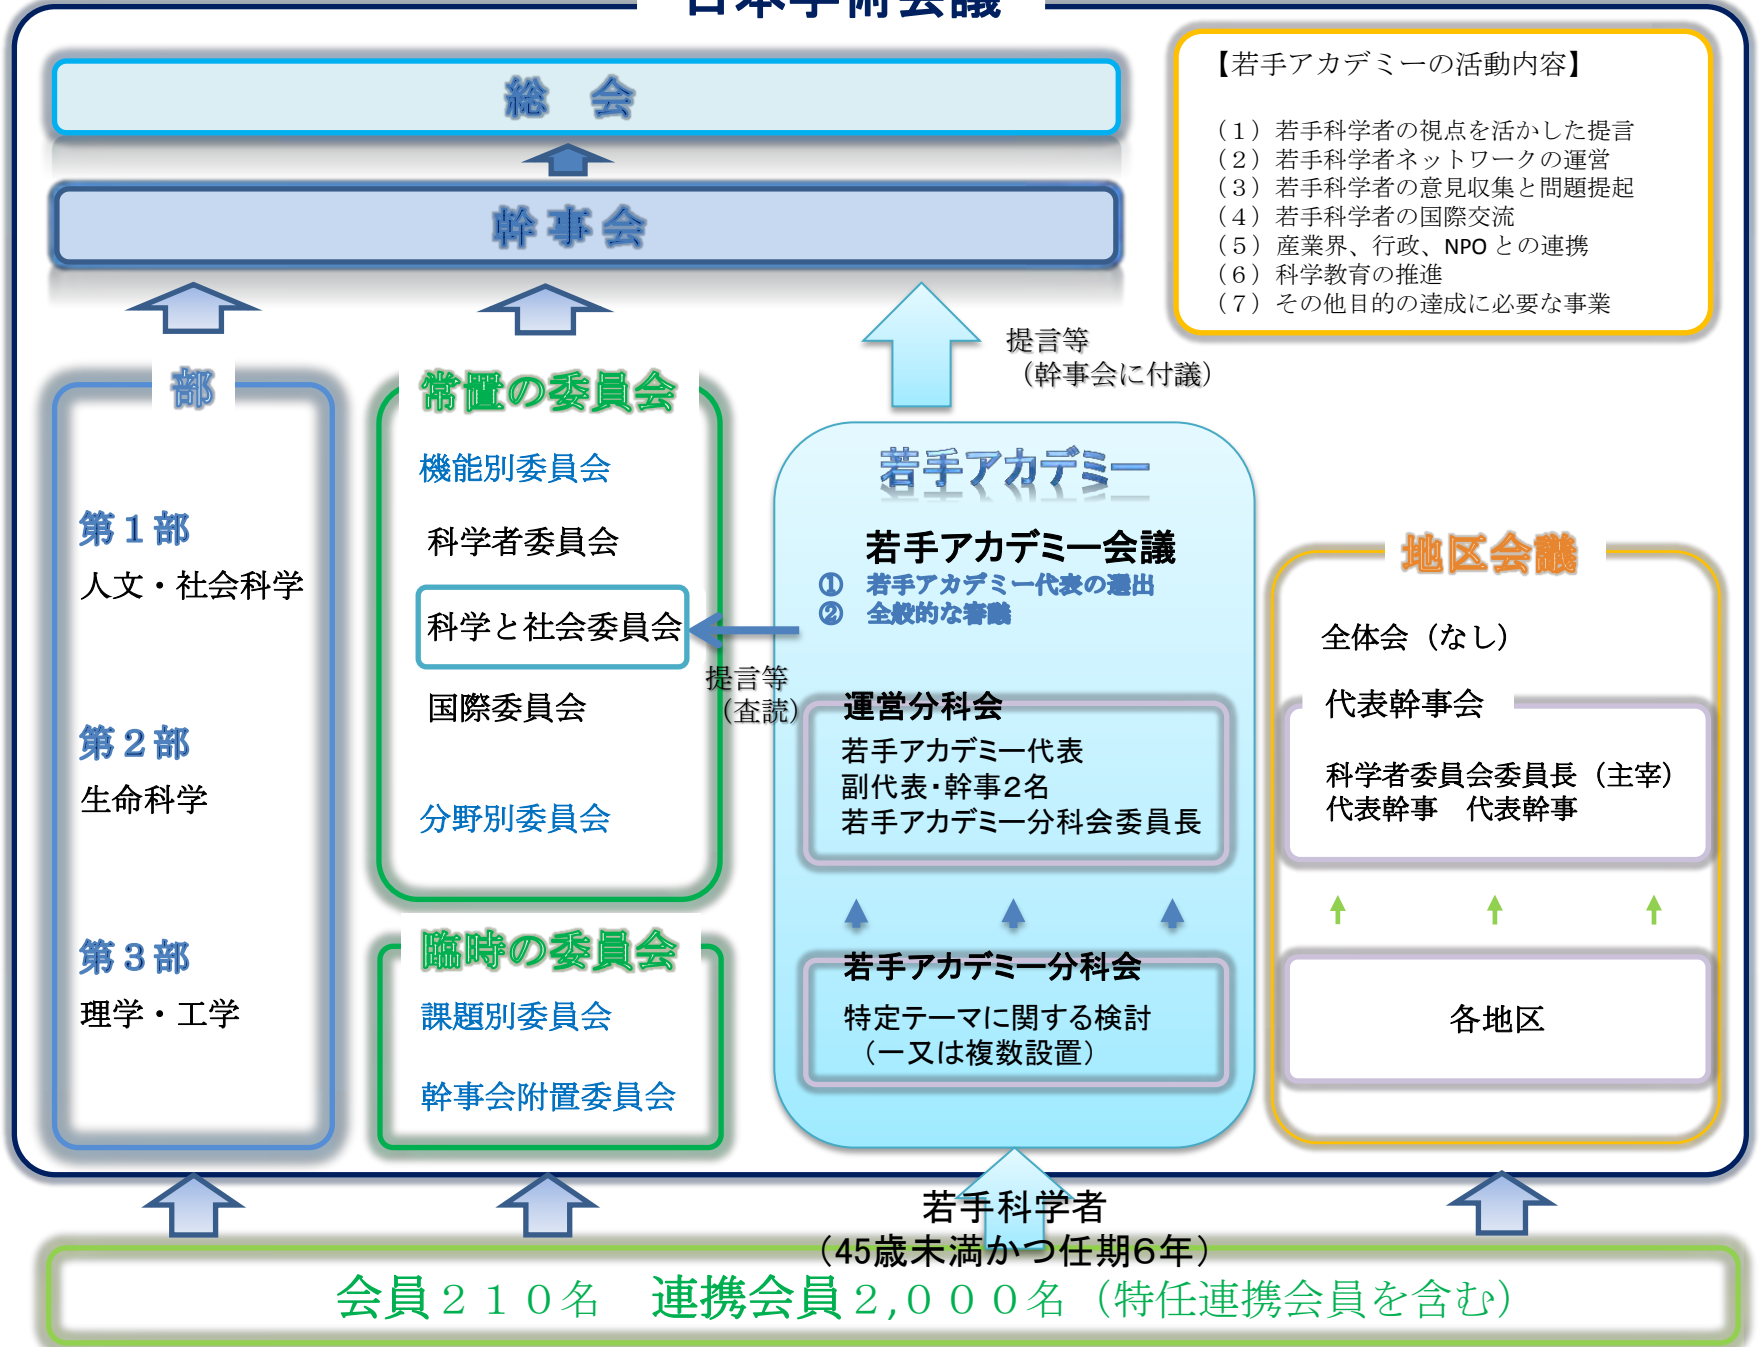 日本学術会議
総　会
幹事会
【若手アカデミーの活動内容】
（１）若手科学者の視点を活かした提言
（２）若手科学者ネットワークの運営
（３）若手科学者の意見収集と問題提起
（４）若手科学者の国際交流
（５）産業界、行政、NPO との連携
（６）科学教育の推進
（７）その他目的の達成に必要な事業
提言等
（幹事会に付議）
部
第１部
人文・社会科学
第２部
生命科学
第３部
理学・工学
常置の委員会
機能別委員会
科学者委員会
科学と社会委員会
国際委員会
分野別委員会
臨時の委員会
課題別委員会
幹事会附置委員会
提言等
（査読）
若手アカデミー
若手アカデミー会議
①　若手アカデミー代表の選出
②　全般的な審議
運営分科会
若手アカデミー代表
副代表・幹事２名
若手アカデミー分科会委員長
若手アカデミー分科会
特定テーマに関する検討
（一又は複数設置）
地区会議
全体会（なし）
代表幹事会
科学者委員会委員長（主宰）
代表幹事　代表幹事
各地区
若手科学者
（45歳未満かつ任期６年）
会員２１０名　連携会員２,０００名（特任連携会員を含む）